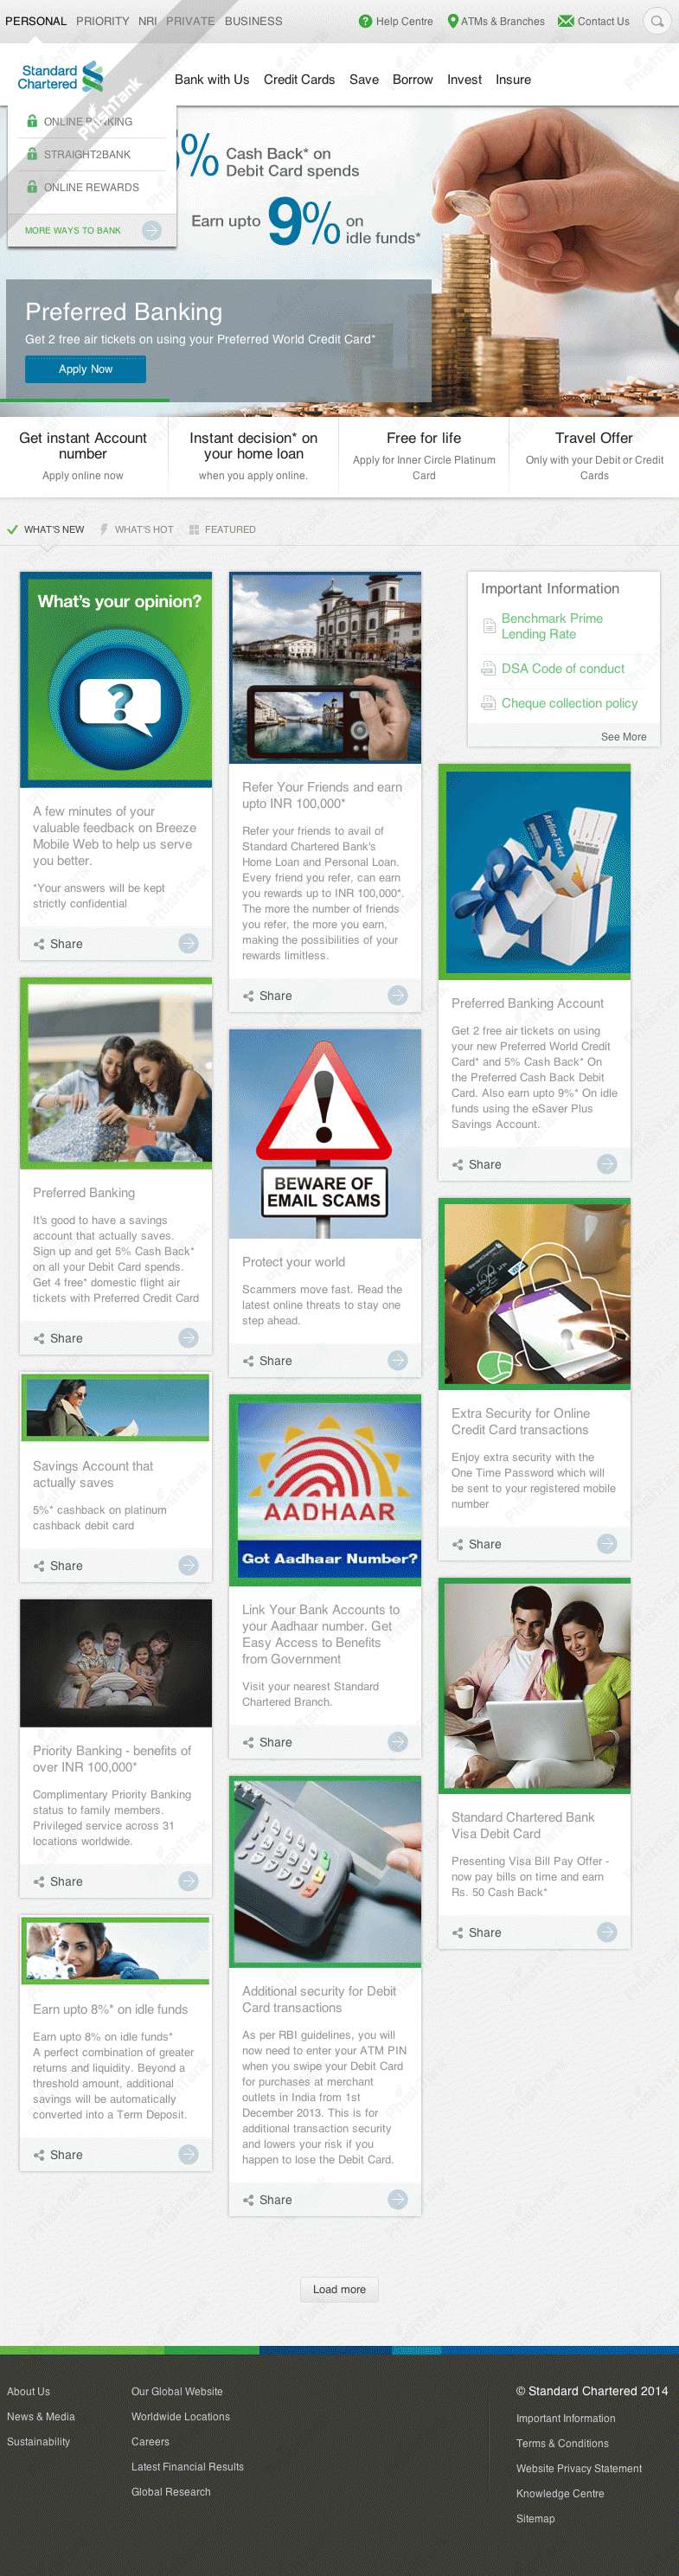 PERSONAL PRIORITY NRI PRIVATE BUSINESS
Help Centre ATMs & Branches Contact Us
Standard
Chartered
Bank with Us Credit Cards Save Borrow Invest Insure
PhishTank
ONLINE BANKING
STRAIGHT2BANK
ONLINE REWARDS
MORE WAYS TO BANK
5% Cash Back* on
Debit Card spends
Earn upto 9% on
idle funds*
Preferred Banking
Get 2 free air tickets on using your Preferred World Credit Card*
Apply Now
Get instant Account
number
Apply online now
Instant decision* on
your home loan
when you apply online.
Free for life
Apply for Inner Circle Platinum
Card
Travel Offer
Only with your Debit or Credit
Cards
WHAT'S NEW WHAT'S HOT FEATURED
What's your opinion?
?
A few minutes of your
valuable feedback on Breeze
Mobile Web to help us serve
you better.
*Your answers will be kept
strictly confidential
Share
Preferred Banking
It's good to have a savings
account that actually saves.
Sign up and get 5% Cash Back*
on all your Debit Card spends.
Get 4 free* domestic flight air
tickets with Preferred Credit Card
Share
Savings Account that
actually saves
5%* cashback on platinum
cashback debit card
Share
Priority Banking - benefits of
over INR 100,000*
Complimentary Priority Banking
status to family members.
Privileged service across 31
locations worldwide.
Share
Earn upto 8%* on idle funds
Earn upto 8% on idle funds*
A perfect combination of greater
returns and liquidity. Beyond a
threshold amount, additional
savings will be automatically
converted into a Term Deposit.
Share
Refer Your Friends and earn
upto INR 100,000*
Refer your friends to avail of
Standard Chartered Bank's
Home Loan and Personal Loan.
Every friend you refer, can earn
you rewards up to INR 100,000*.
The more the number of friends
you refer, the more you earn,
making the possibilities of your
rewards limitless.
Share
BEWARE OF
EMAIL SCAMS
Protect your world
Scammers move fast. Read the
latest online threats to stay one
step ahead.
Share
AADHAAR
Got Aadhaar Number?
Link Your Bank Accounts to
your Aadhaar number. Get
Easy Access to Benefits
from Government
Visit your nearest Standard
Chartered Branch.
Share
Additional security for Debit
Card transactions
As per RBI guidelines, you will
now need to enter your ATM PIN
when you swipe your Debit Card
for purchases at merchant
outlets in India from 1st
December 2013. This is for
additional transaction security
and lowers your risk if you
happen to lose the Debit Card.
Share
Important Information
Benchmark Prime
Lending Rate
DSA Code of conduct
Cheque collection policy
See More
Airline Ticket
Preferred Banking Account
Get 2 free air tickets on using
your new Preferred World Credit
Card* and 5% Cash Back* On
the Preferred Cash Back Debit
Card. Also earn upto 9%* On idle
funds using the eSaver Plus
Savings Account.
Share
Extra Security for Online
Credit Card transactions
Enjoy extra security with the
One Time Password which will
be sent to your registered mobile
number
Share
Standard Chartered Bank
Visa Debit Card
Presenting Visa Bill Pay Offer -
now pay bills on time and earn
Rs. 50 Cash Back*
Share
Load more
About Us
News & Media
Sustainability
Our Global Website
Worldwide Locations
Careers
Latest Financial Results
Global Research
© Standard Chartered 2014
Important Information
Terms & Conditions
Website Privacy Statement
Knowledge Centre
Sitemap